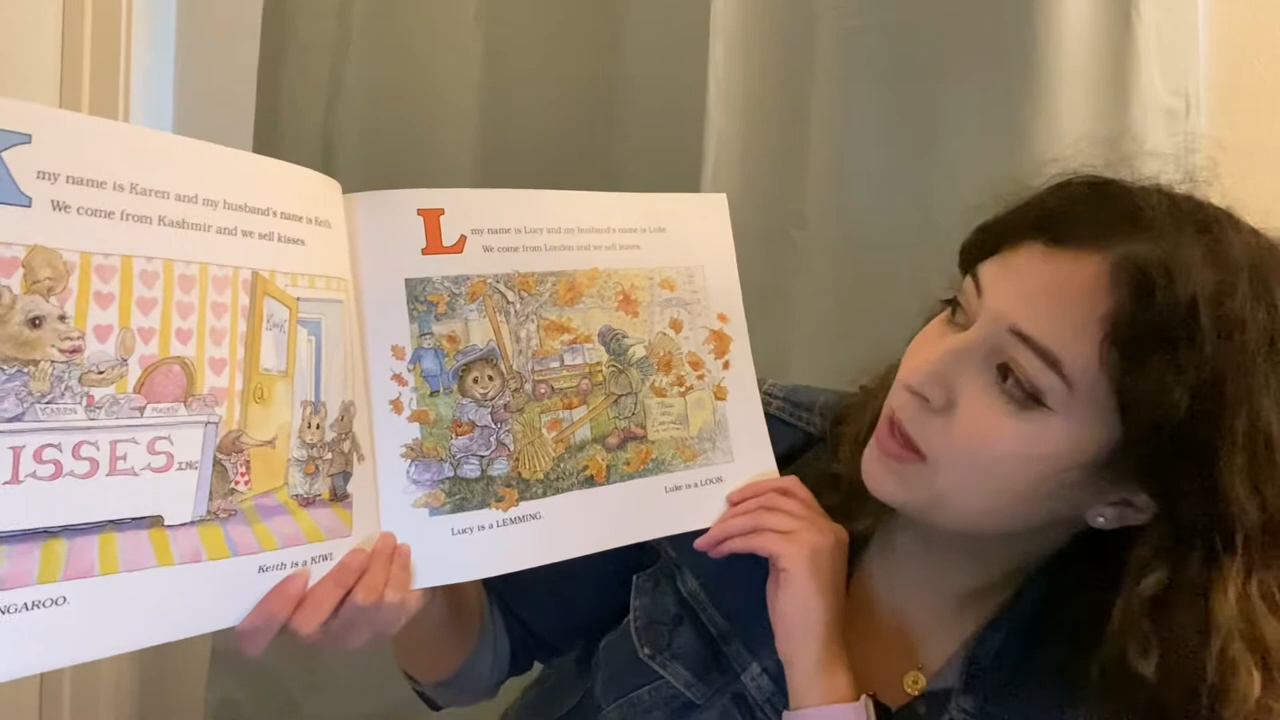 K my name is Karen and my husband's name is Keith.
We come from Kashmir and we sell kisses.
KAREN
ISSES
ING
NGAROO.
Keith is a KIWI.
L my name is Lucy and my husband's name is Luke.
We come from London and we sell leaves.
Lucy is a LEMMING.
Luke is a LOON.